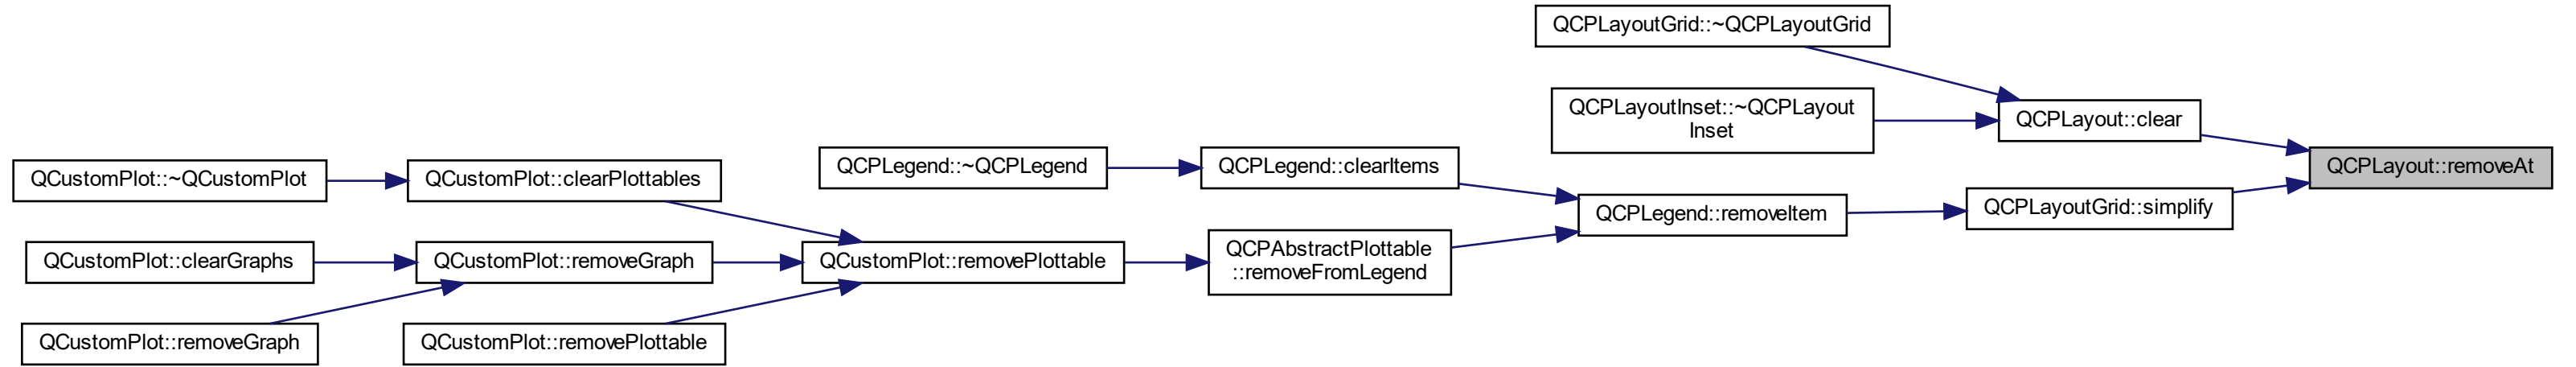 QCPLayoutGrid::~QCPLayoutGrid
QCPLayoutInset::~QCPLayout
Inset
QCPLayout::clear
QCPLayout::removeAt
QCPLegend::~QCPLegend
QCPLegend::clearItems
QCustomPlot::~QCustomPlot
QCustomPlot::clearPlottables
QCPLegend::removeItem
QCPLayoutGrid::simplify
QCustomPlot::clearGraphs
QCustomPlot::removeGraph
QCustomPlot::removePlottable
QCPAbstractPlottable
::removeFromLegend
QCustomPlot::removeGraph
QCustomPlot::removePlottable